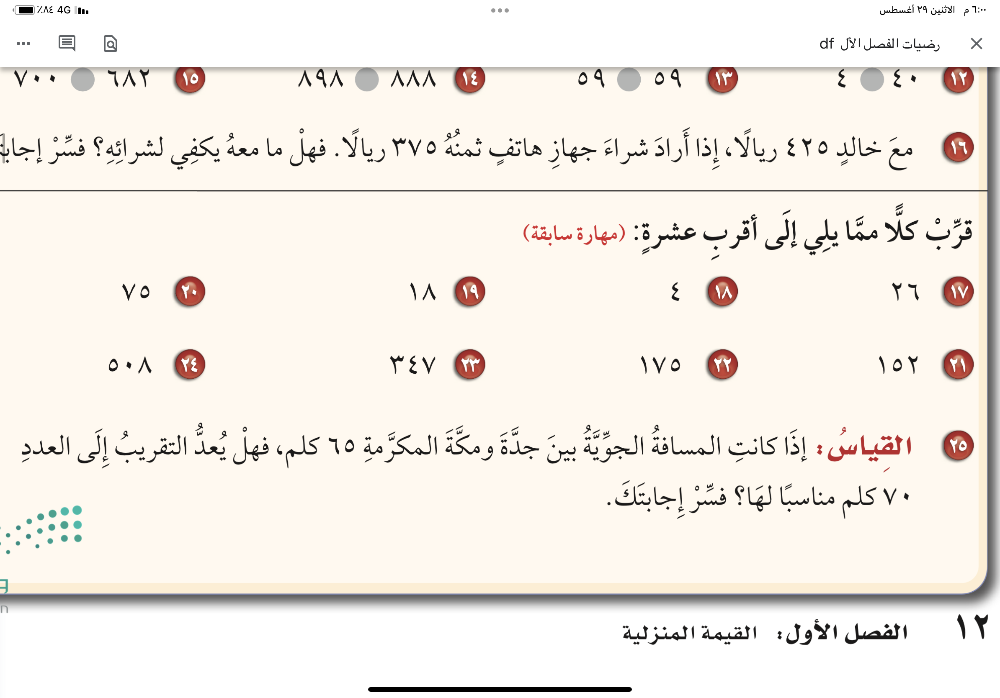 ٦:٠٠ م الاثنين ٢٩ أغسطس
4G ٪٨٤
رضيات الفصل الأل df
١٢ ٤٠ ٤ ١٣ ٥٩ ٥٩ ١٤ ٨٨٨ ٨٩٨ ١٥ ٦٨٢ ٧٠٠
١٦ معَ خالدٍ ٤٢٥ ريالًا، إِذا أَرادَ شراءَ جهازِ هاتفٍ ثمنُهُ ٣٧٥ ريالًا. فهلْ ما معهُ يكفِي لشرائِهِ؟ فسِّرْ
قرِّبْ كلًّا ممَّا يلِي إلَى أقربِ عشرةٍ: (مهارة سابقة)
١٧ ٢٦ ١٨ ٤ ١٩ ١٨ ٢٠ ٧٥
٢١ ١٥٢ ٢٢ ١٧٥ ٢٣ ٣٤٧ ٢٤ ٥٠٨
٢٥ القِياسُ: إذَا كانتِ المسافةُ الجوِّيَّةُ بينَ جدَّةَ ومكَّةَ المكرَّمةِ ٦٥ كلم، فهلْ يُعدُّ التقريبُ إلَى العددِ
٧٠ كلم مناسبًا لهَا؟ فسِّرْ إجابتَكَ.
١٢ الفصل الأول: القيمة المنزلية